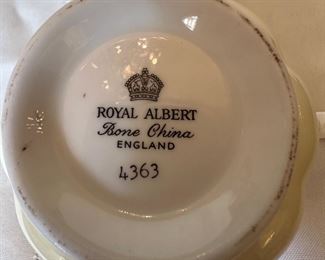 ROYAL ALBERT
Bone China
ENGLAND
4363